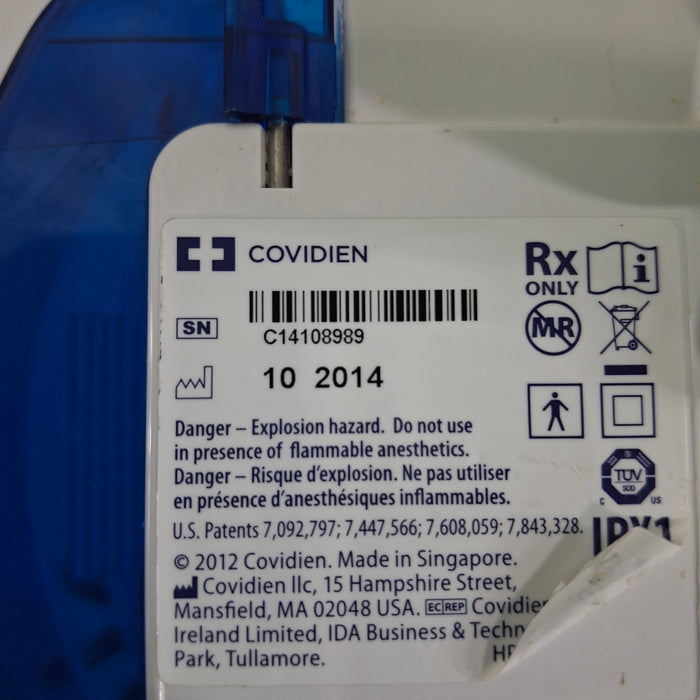 COVIDIEN
Rx
ONLY
SN
C14108989
MR
10 2014
Danger – Explosion hazard. Do not use
in presence of flammable anesthetics.
Danger – Risque d'explosion. Ne pas utiliser
en présence d'anesthésiques inflammables.
TÜV
SÜD
C US
U.S. Patents 7,092,797; 7,447,566; 7,608,059; 7,843,328.
© 2012 Covidien. Made in Singapore.
Covidien llc, 15 Hampshire Street,
Mansfield, MA 02048 USA. EC REP
Ireland Limited, IDA Business &
Park, Tullamore.